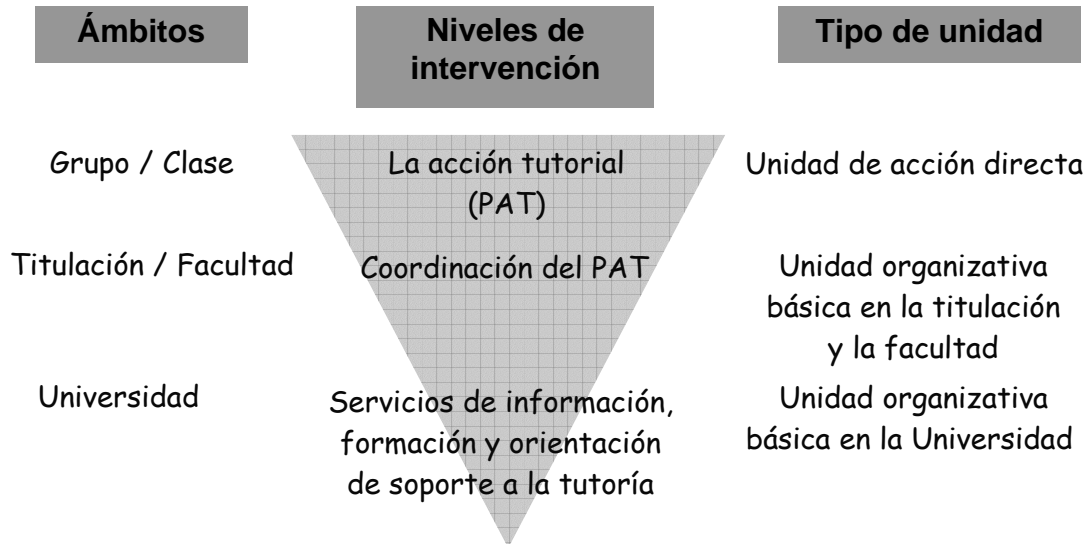 Ámbitos
Niveles de
intervención
Tipo de unidad
Grupo / Clase
La acción tutorial
(PAT)
Unidad de acción directa
Titulación / Facultad
Coordinación del PAT
Unidad organizativa
básica en la titulación
y la facultad
Universidad
Servicios de información,
formación y orientación
de soporte a la tutoría
Unidad organizativa
básica en la Universidad